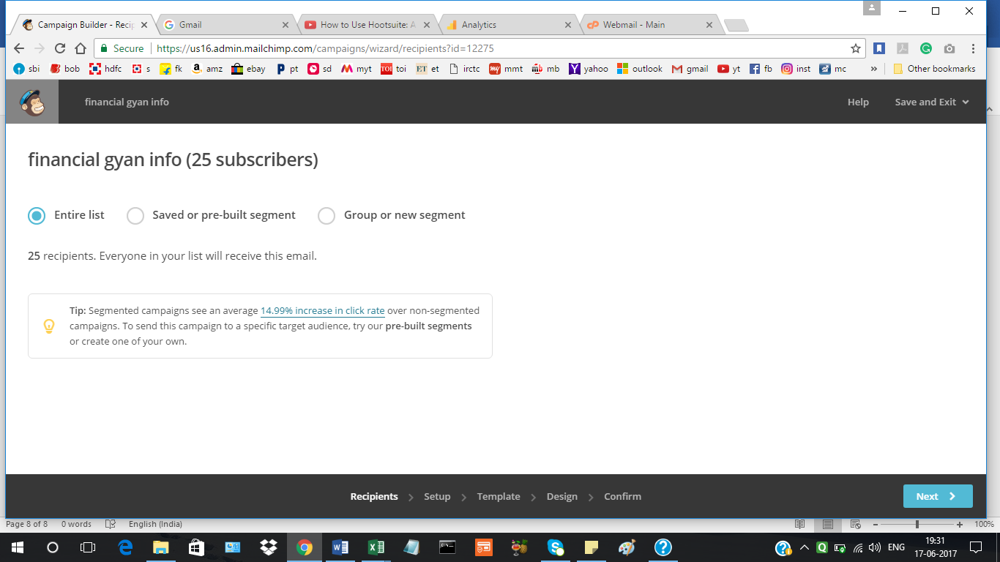 Campaign Builder - Recip
Gmail
How to Use Hootsuite: A
Analytics
Webmail - Main
Secure
https://us16.admin.mailchimp.com/campaigns/wizard/recipients?id=12275
sbi
bob
hdfc
s
fk
amz
ebay
pt
sd
myt
toi
et
irctc
mmt
mb
yahoo
outlook
gmail
yt
fb
inst
mc
»
Other bookmarks
financial gyan info
Help
Save and Exit
financial gyan info (25 subscribers)
Entire list
Saved or pre-built segment
Group or new segment
25 recipients. Everyone in your list will receive this email.
Tip: Segmented campaigns see an average 14.99% increase in click rate over non-segmented
campaigns. To send this campaign to a specific target audience, try our pre-built segments
or create one of your own.
Recipients
Setup
Template
Design
Confirm
Next
Page 8 of 8
0 words
English (India)
100%
ENG
19:31
17-06-2017